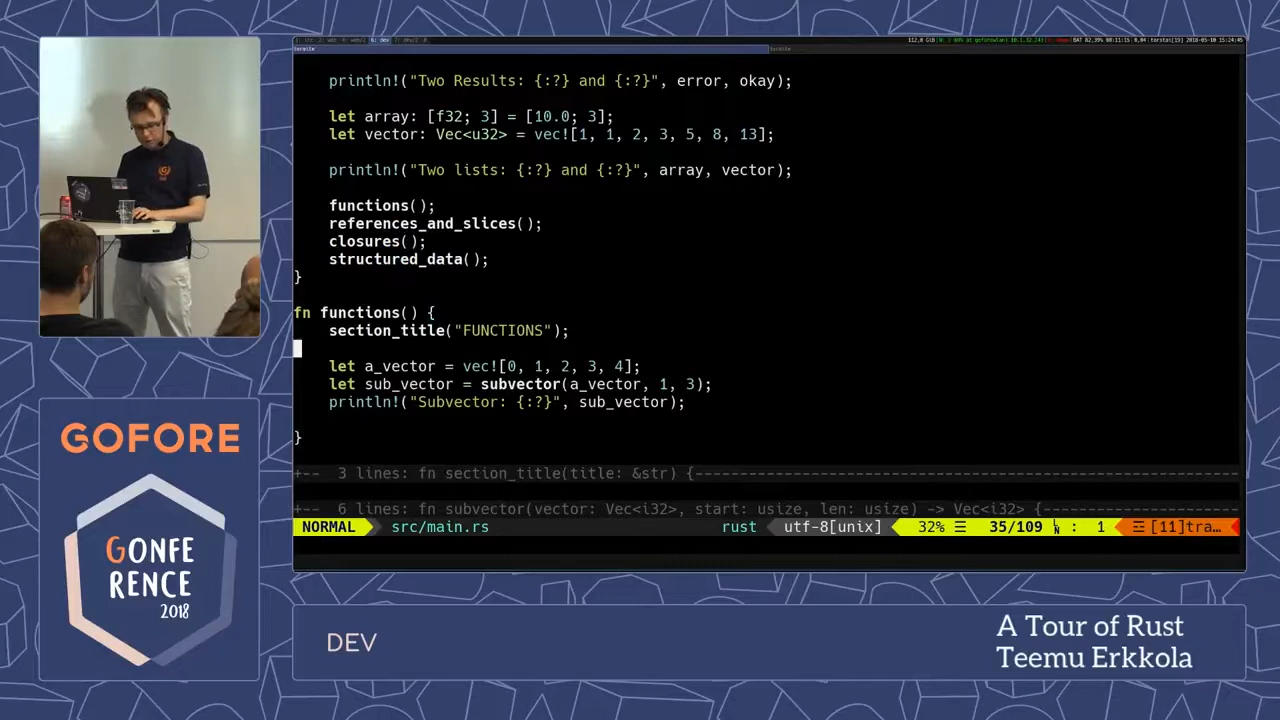 println!("Two Results: {:?} and {:?}", error, okay);
let array: [f32; 3] = [10.0; 3];
let vector: Vec<u32> = vec![1, 1, 2, 3, 5, 8, 13];
println!("Two lists: {:?} and {:?}", array, vector);
functions();
references_and_slices();
closures();
structured_data();
}
fn functions() {
section_title("FUNCTIONS");
let a_vector = vec![0, 1, 2, 3, 4];
let sub_vector = subvector(a_vector, 1, 3);
println!("Subvector: {:?}", sub_vector);
}
+-- 3 lines: fn section_title(title: &str) {
+-- 6 lines: fn subvector(vector: Vec<i32>, start: usize, len: usize) -> Vec<i32> {
NORMAL src/main.rs rust utf-8[unix] 32% 35/109 : 1 [11]tra…
GOFORE
GONFE
RENCE
2018
DEV
A Tour of Rust
Teemu Erkkola